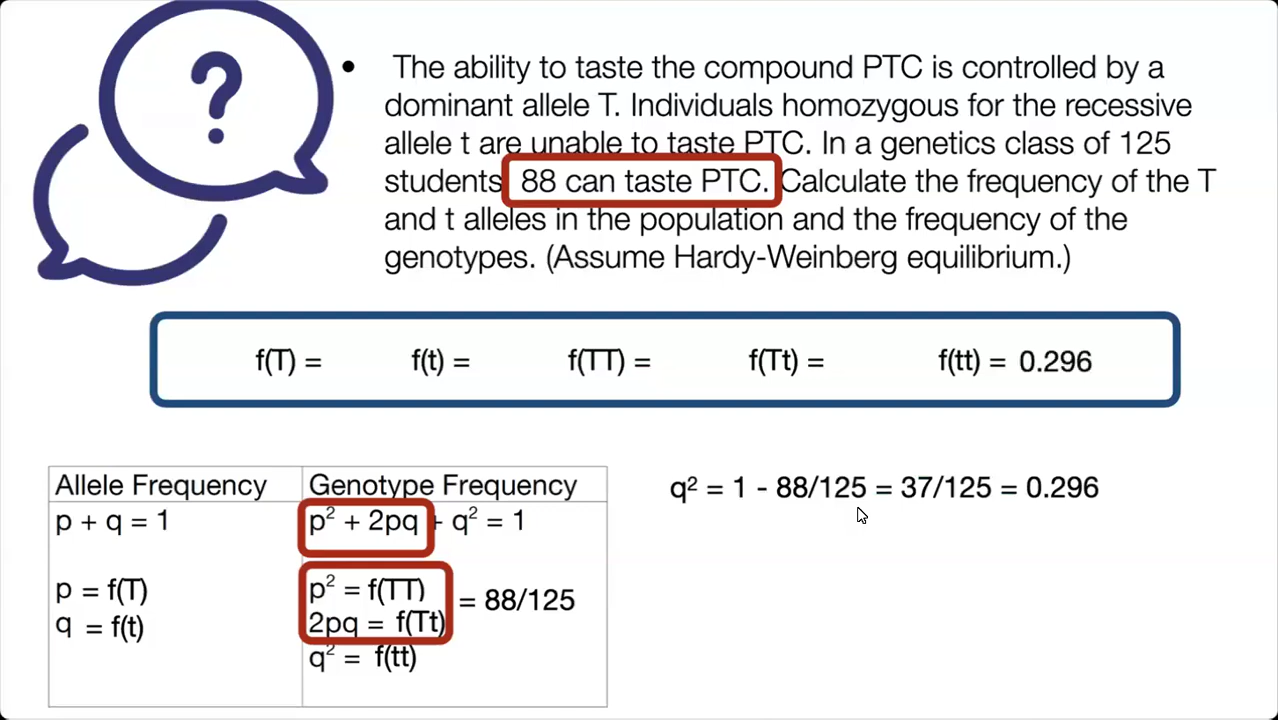 ?
• The ability to taste the compound PTC is controlled by a
dominant allele T. Individuals homozygous for the recessive
allele t are unable to taste PTC. In a genetics class of 125
students 88 can taste PTC. Calculate the frequency of the T
and t alleles in the population and the frequency of the
genotypes. (Assume Hardy-Weinberg equilibrium.)
f(T) = f(t) = f(TT) = f(Tt) = f(tt) = 0.296
Allele Frequency Genotype Frequency
p + q = 1 p² + 2pq + q² = 1
p = f(T) p² = f(TT)
q = f(t) 2pq = f(Tt)
= 88/125
q² = f(tt)
q² = 1 - 88/125 = 37/125 = 0.296